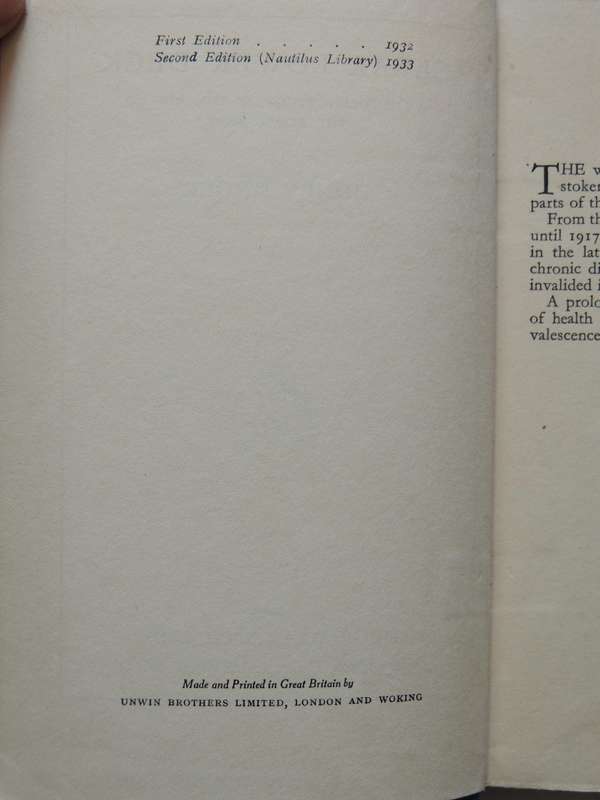 First Edition . . . . . 1932
Second Edition (Nautilus Library) 1933
Made and Printed in Great Britain by
UNWIN BROTHERS LIMITED, LONDON AND WOKING
THE w
stoker
parts of th
From th
until 1917
in the lat
chronic di
invalided i
A prolo
of health
valescence